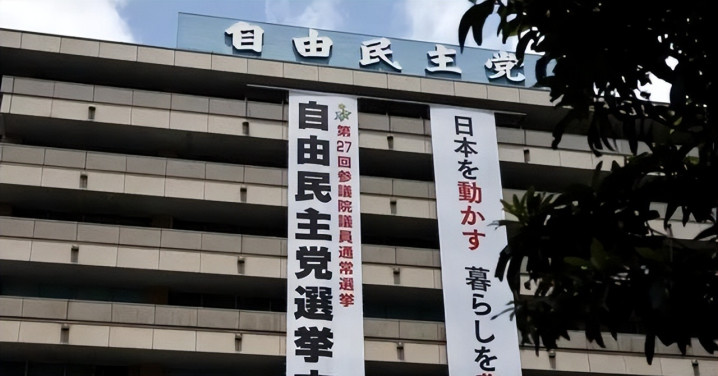 自由民主党
第27回参議院議員通常選挙
自由民主党選挙
日本を動かす 暮らしを